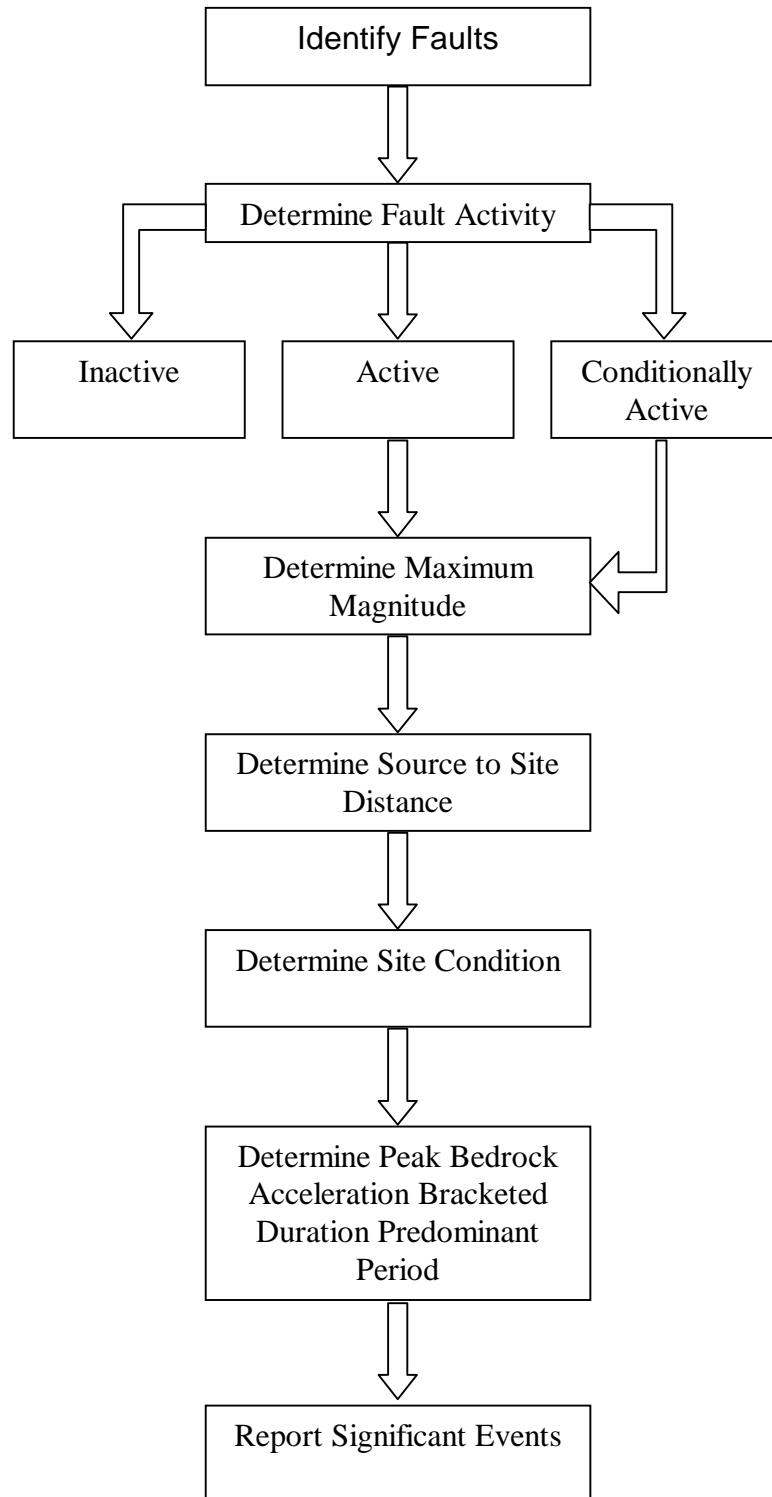 Identify Faults
Determine Fault Activity
Inactive
Active
Conditionally
Active
Determine Maximum
Magnitude
Determine Source to Site
Distance
Determine Site Condition
Determine Peak Bedrock
Acceleration Bracketed
Duration Predominant
Period
Report Significant Events